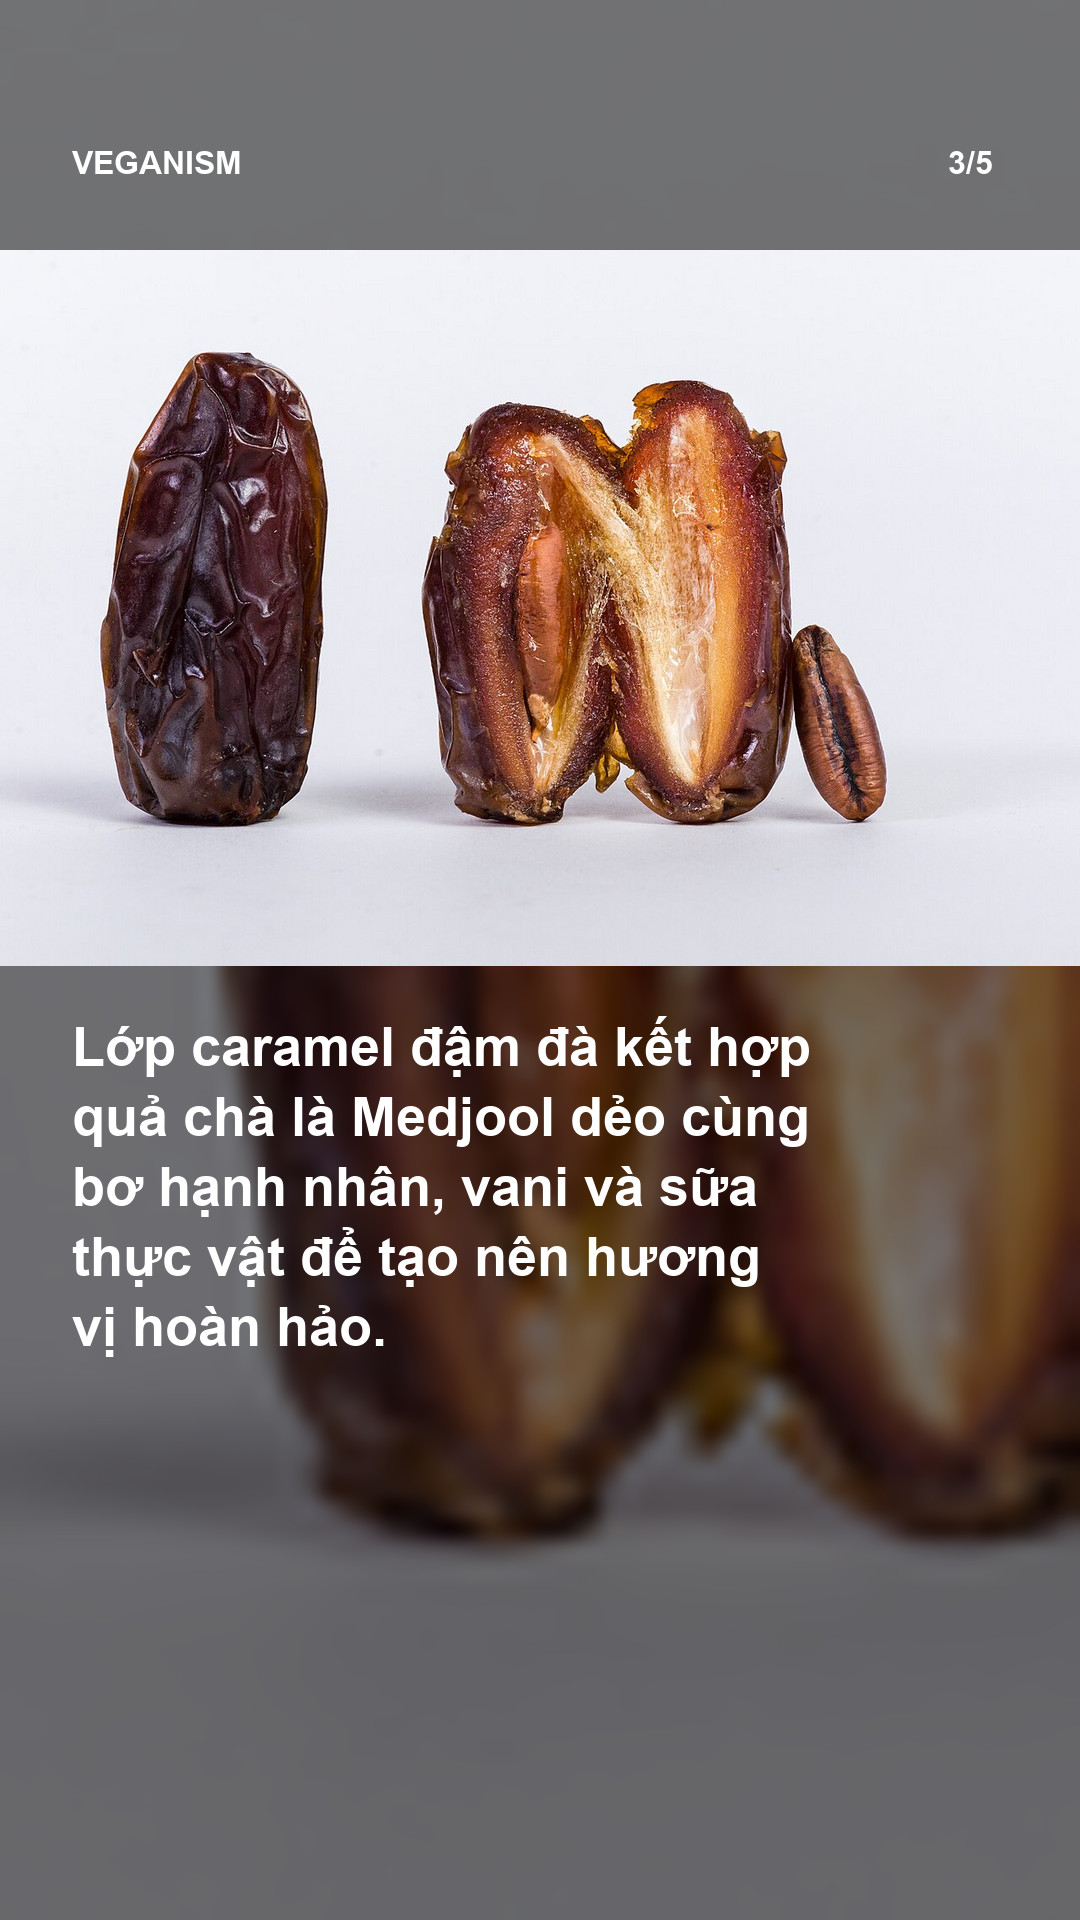 VEGANISM
3/5
Lớp caramel đậm đà kết hợp
quả chà là Medjool dẻo cùng
bơ hạnh nhân, vani và sữa
thực vật để tạo nên hương
vị hoàn hảo.